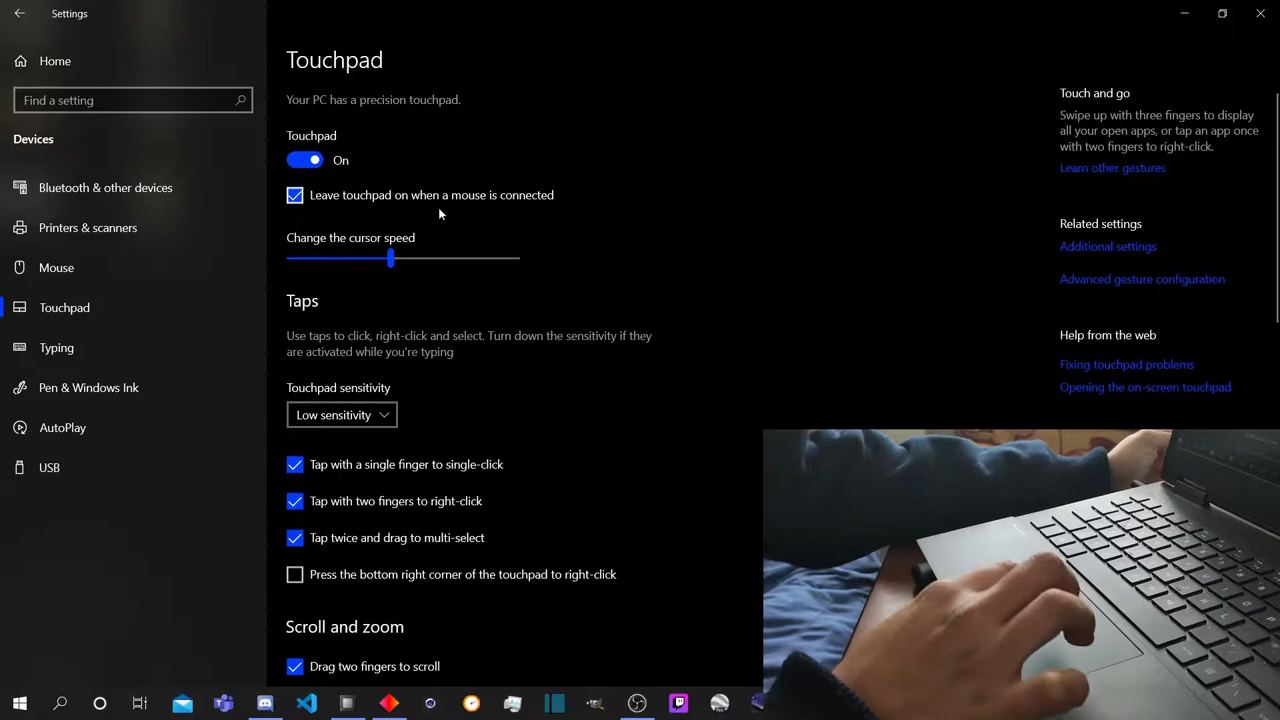 Settings
Home
Find a setting
Devices
Bluetooth & other devices
Printers & scanners
Mouse
Touchpad
Typing
Pen & Windows Ink
AutoPlay
USB
Touchpad
Your PC has a precision touchpad.
Touchpad
On
Leave touchpad on when a mouse is connected
Change the cursor speed
Taps
Use taps to click, right-click and select. Turn down the sensitivity if they
are activated while you're typing
Touchpad sensitivity
Low sensitivity
Tap with a single finger to single-click
Tap with two fingers to right-click
Tap twice and drag to multi-select
Press the bottom right corner of the touchpad to right-click
Scroll and zoom
Drag two fingers to scroll
Touch and go
Swipe up with three fingers to display
all your open apps, or tap an app once
with two fingers to right-click.
Learn other gestures
Related settings
Additional settings
Advanced gesture configuration
Help from the web
Fixing touchpad problems
Opening the on-screen touchpad